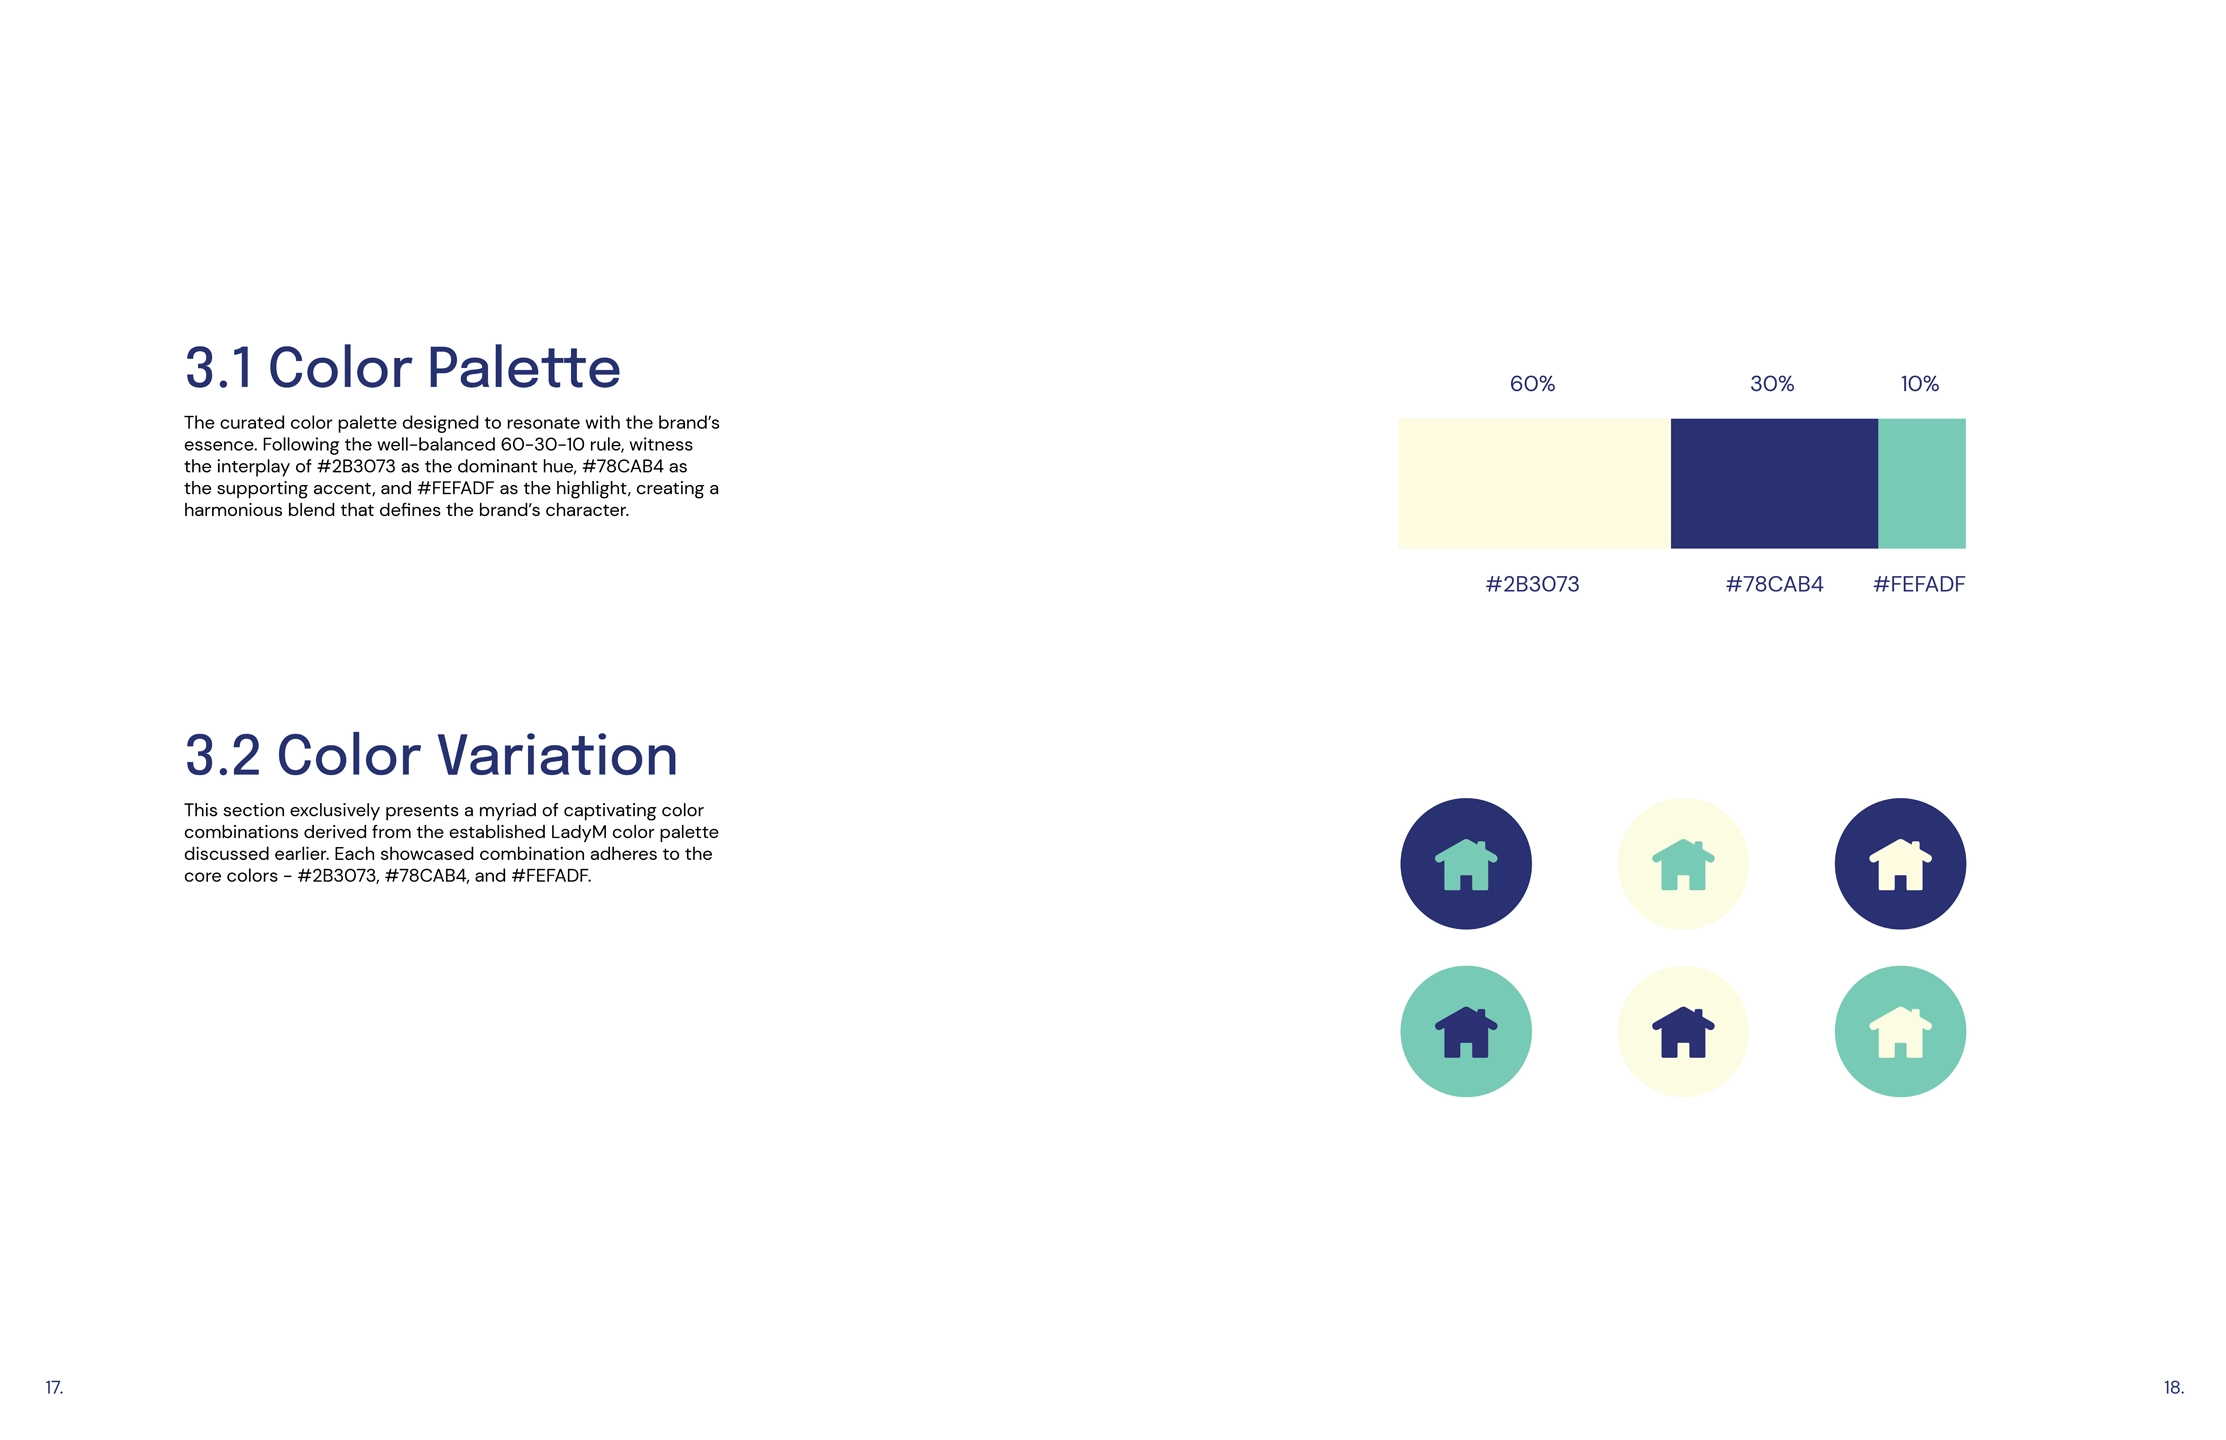 3.1 Color Palette
The curated color palette designed to resonate with the brand’s
essence. Following the well-balanced 60-30-10 rule, witness
the interplay of #2B3073 as the dominant hue, #78CAB4 as
the supporting accent, and #FEFADF as the highlight, creating a
harmonious blend that defines the brand’s character.
60%
30%
10%
#2B3073
#78CAB4
#FEFADF
3.2 Color Variation
This section exclusively presents a myriad of captivating color
combinations derived from the established LadyM color palette
discussed earlier. Each showcased combination adheres to the
core colors - #2B3073, #78CAB4, and #FEFADF.
17.
18.